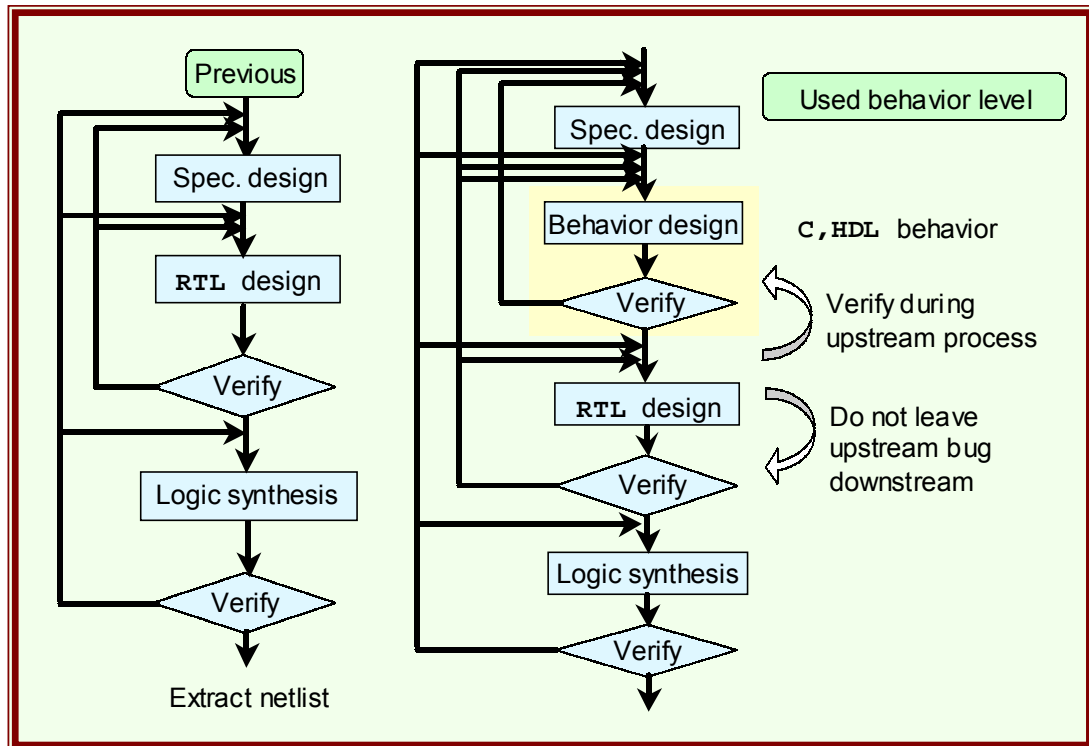 Previous
Spec. design
RTL design
Verify
Logic synthesis
Verify
Extract netlist
Used behavior level
Spec. design
Behavior design
C,HDL behavior
Verify
Verify during
upstream process
RTL design
Do not leave
upstream bug
downstream
Verify
Logic synthesis
Verify